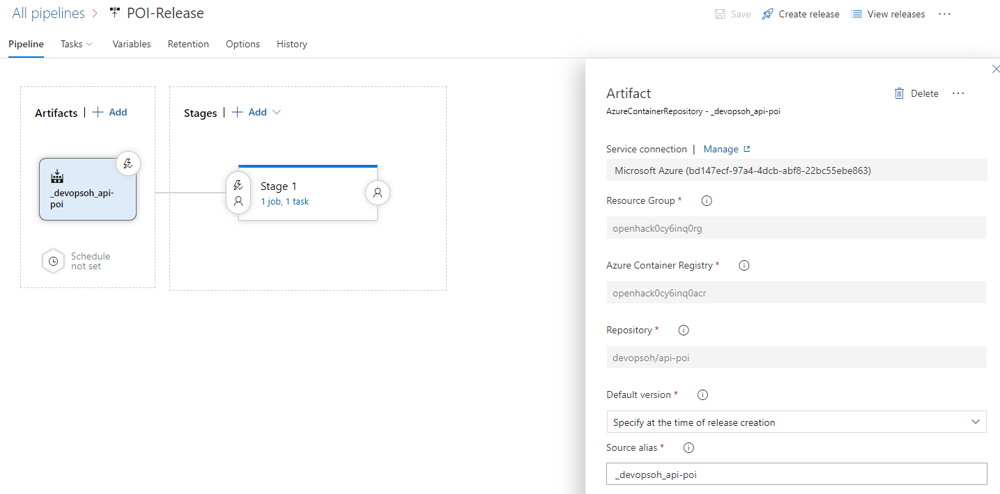 All pipelines > POI-Release
Save Create release View releases ...
Pipeline Tasks Variables Retention Options History
Artifacts | + Add
Stages | + Add
_devopsoh_api-
poi
Schedule
not set
Stage 1
1 job, 1 task
Artifact
Delete ...
AzureContainerRepository - _devopsoh_api-poi
Service connection | Manage
Microsoft Azure (bd147ecf-97a4-4dcb-abf8-22bc55ebe863)
Resource Group *
openhack0cy6inq0rg
Azure Container Registry *
openhack0cy6inq0acr
Repository *
devopsoh/api-poi
Default version *
Specify at the time of release creation
Source alias *
_devopsoh_api-poi